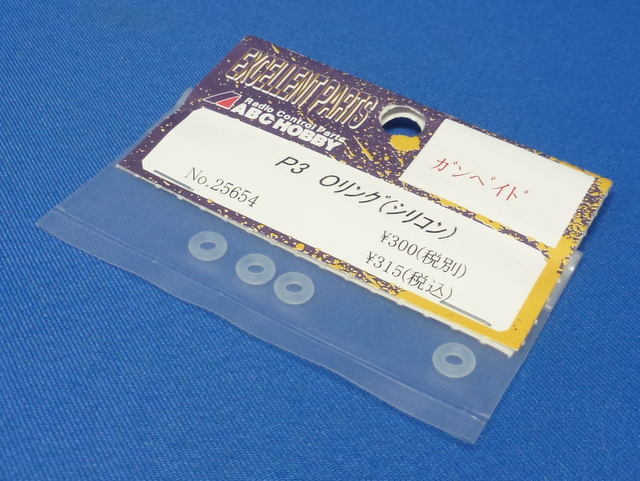 EXCELLENT PARTS
Radio Control Parts
ABC HOBBY
ガンベイド
P3 Oリング(シリコン)
No.25654
¥300(税別)
¥315(税込)